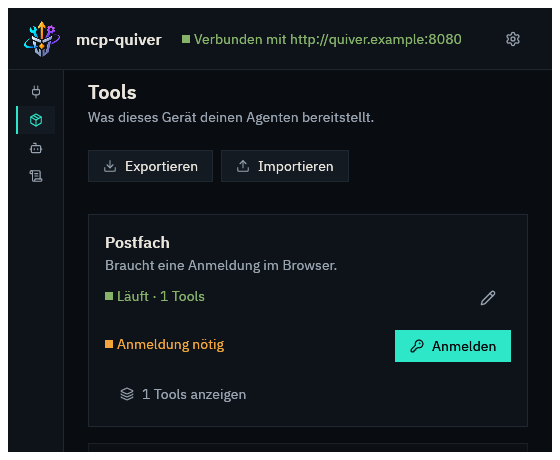 mcp-quiver
Verbunden mit http://quiver.example:8080
Tools
Was dieses Gerät deinen Agenten bereitstellt.
Exportieren
Importieren
Postfach
Braucht eine Anmeldung im Browser.
Läuft · 1 Tools
Anmeldung nötig
Anmelden
1 Tools anzeigen